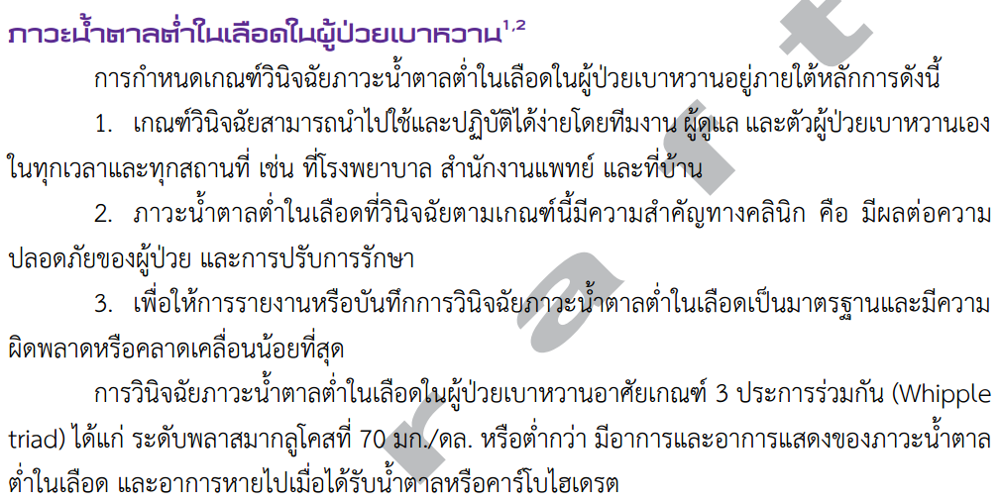 ภาวะน้ำตาลต่ำในเลือดในผู้ป่วยเบาหวาน1,2
การกำหนดเกณฑ์วินิจฉัยภาวะน้ำตาลต่ำในเลือดในผู้ป่วยเบาหวานอยู่ภายใต้หลักการดังนี้
1. เกณฑ์วินิจฉัยสามารถนำไปใช้และปฏิบัติได้ง่ายโดยทีมงาน ผู้ดูแล และตัวผู้ป่วยเบาหวานเอง
ในทุกเวลาและทุกสถานที่ เช่น ที่โรงพยาบาล สำนักงานแพทย์ และที่บ้าน
2. ภาวะน้ำตาลต่ำในเลือดที่วินิจฉัยตามเกณฑ์นี้มีความสำคัญทางคลินิก คือ มีผลต่อความ
ปลอดภัยของผู้ป่วย และการปรับการรักษา
3. เพื่อให้การรายงานหรือบันทึกการวินิจฉัยภาวะน้ำตาลต่ำในเลือดเป็นมาตรฐานและมีความ
ผิดพลาดหรือคลาดเคลื่อนน้อยที่สุด
การวินิจฉัยภาวะน้ำตาลต่ำในเลือดในผู้ป่วยเบาหวานอาศัยเกณฑ์ 3 ประการร่วมกัน (Whipple
triad) ได้แก่ ระดับพลาสมากลูโคสที่ 70 มก./ดล. หรือต่ำกว่า มีอาการและอาการแสดงของภาวะน้ำตาล
ต่ำในเลือด และอาการหายไปเมื่อได้รับน้ำตาลหรือคาร์โบไฮเดรต
r a f t